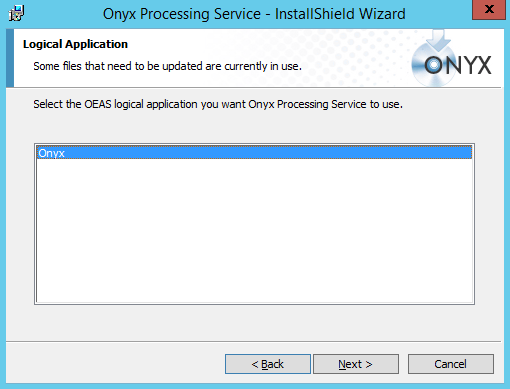 Onyx Processing Service - InstallShield Wizard
X
Logical Application
Some files that need to be updated are currently in use.
ONYX
Select the OEAS logical application you want Onyx Processing Service to use.
Onyx
< Back
Next >
Cancel